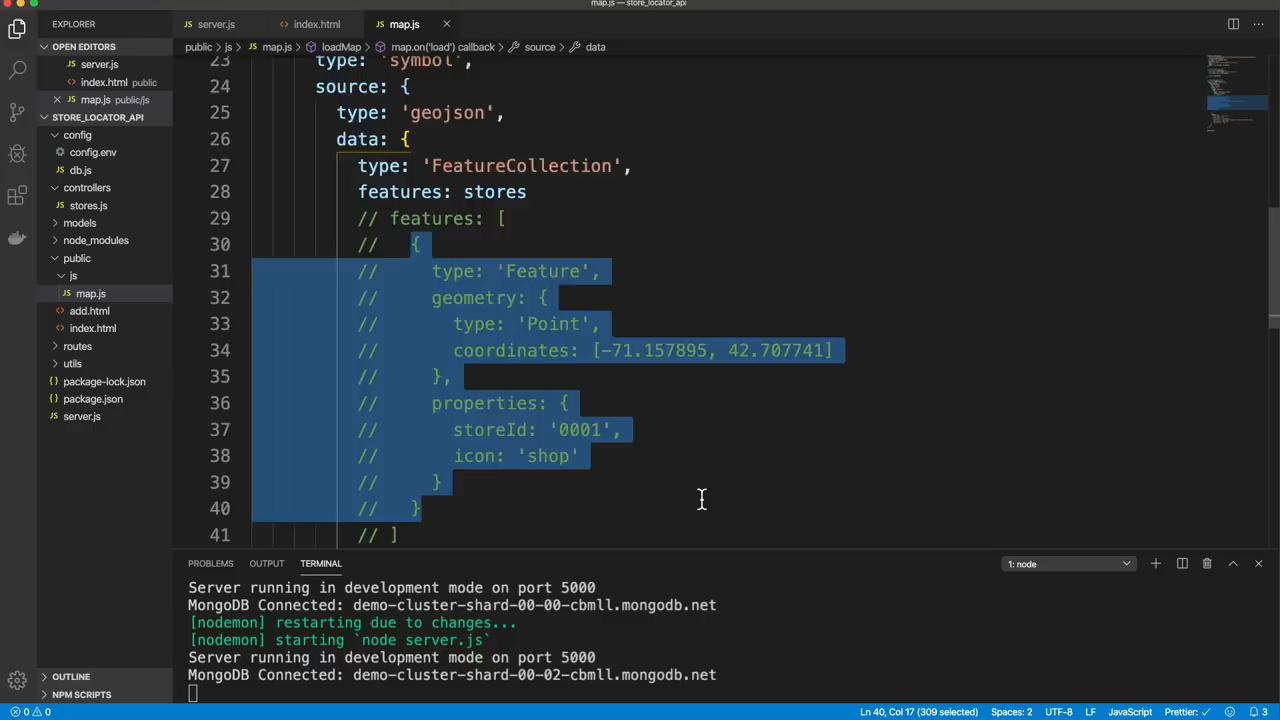 map.js — store_locator_api
EXPLORER
server.js
index.html
map.js
OPEN EDITORS
server.js
index.html public
map.js public/js
STORE_LOCATOR_API
config
config.env
db.js
controllers
stores.js
models
node_modules
public
js
map.js
add.html
index.html
routes
utils
package-lock.json
package.json
server.js
OUTLINE
NPM SCRIPTS
public > js > map.js > loadMap > map.on('load') callback > source > data
23 type: 'symbol',
24 source: {
25 type: 'geojson',
26 data: {
27 type: 'FeatureCollection',
28 features: stores
29 // features: [
30 // {
31 // type: 'Feature',
32 // geometry: {
33 // type: 'Point',
34 // coordinates: [-71.157895, 42.707741]
35 // },
36 // properties: {
37 // storeId: '0001',
38 // icon: 'shop'
39 // }
40 // }
41 // ]
PROBLEMS OUTPUT TERMINAL 1: node
Server running in development mode on port 5000
MongoDB Connected: demo-cluster-shard-00-00-cbmll.mongodb.net
[nodemon] restarting due to changes...
[nodemon] starting `node server.js`
Server running in development mode on port 5000
MongoDB Connected: demo-cluster-shard-00-02-cbmll.mongodb.net
0 0 Ln 40, Col 17 (309 selected) Spaces: 2 UTF-8 LF JavaScript Prettier: ✓ 3